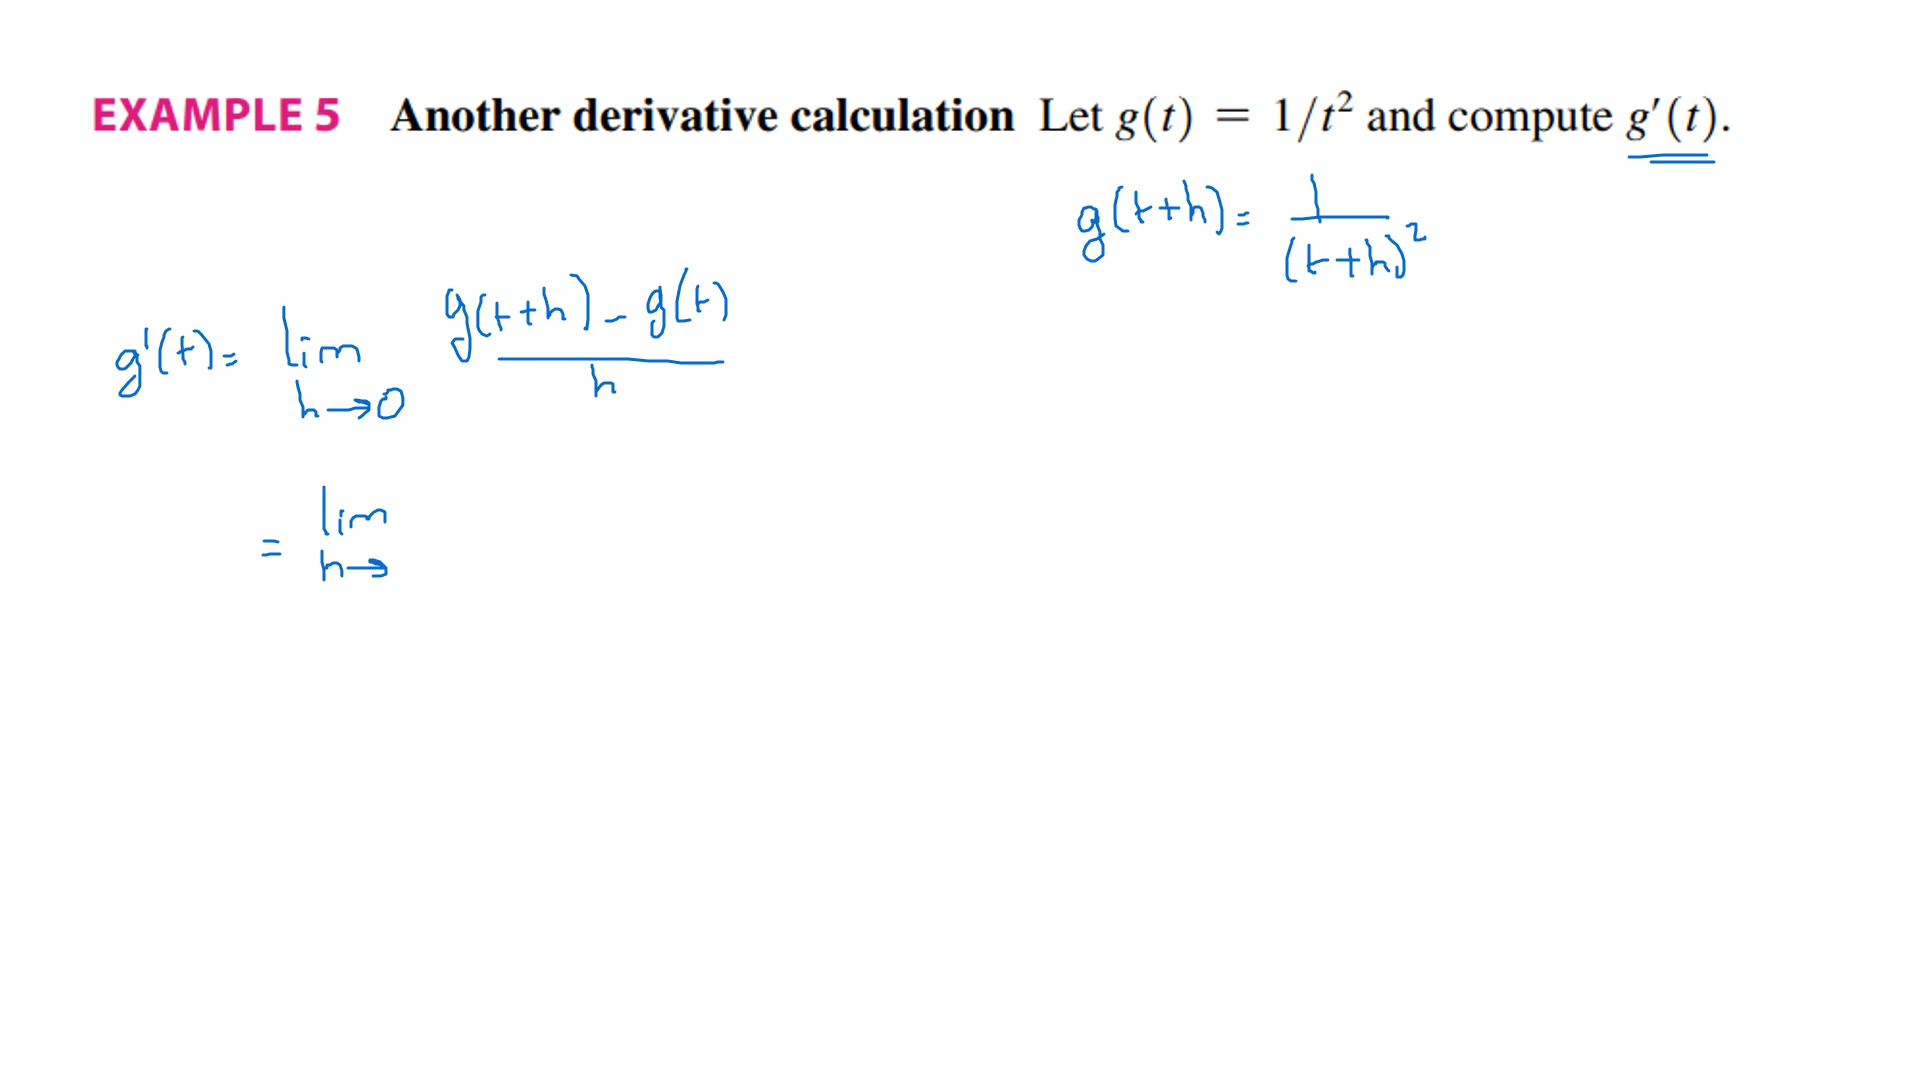 EXAMPLE 5 Another derivative calculation Let g(t) = 1/t² and compute g′(t).
g(t+h) = 1/(t+h)²
g'(t) = lim h→0 g(t+h) - g(t) / h
= lim h→